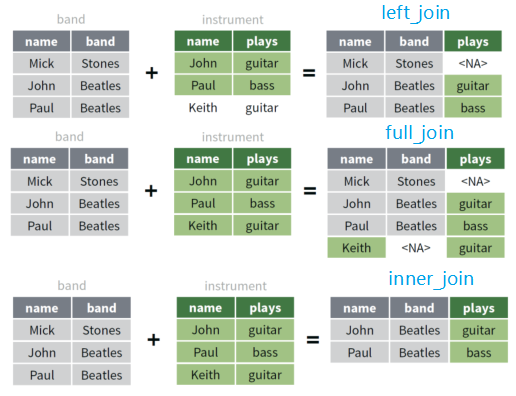 band instrument left_join
name band name plays name band plays
Mick Stones John guitar Mick Stones <NA>
John Beatles + Paul bass = John Beatles guitar
Paul Beatles Keith guitar Paul Beatles bass
band instrument full_join
name band name plays name band plays
Mick Stones John guitar Mick Stones <NA>
John Beatles + Paul bass = John Beatles guitar
Paul Beatles Keith guitar Paul Beatles bass
Keith <NA> guitar
band instrument inner_join
name band name plays name band plays
Mick Stones John guitar John Beatles guitar
John Beatles + Paul bass = Paul Beatles bass
Paul Beatles Keith guitar